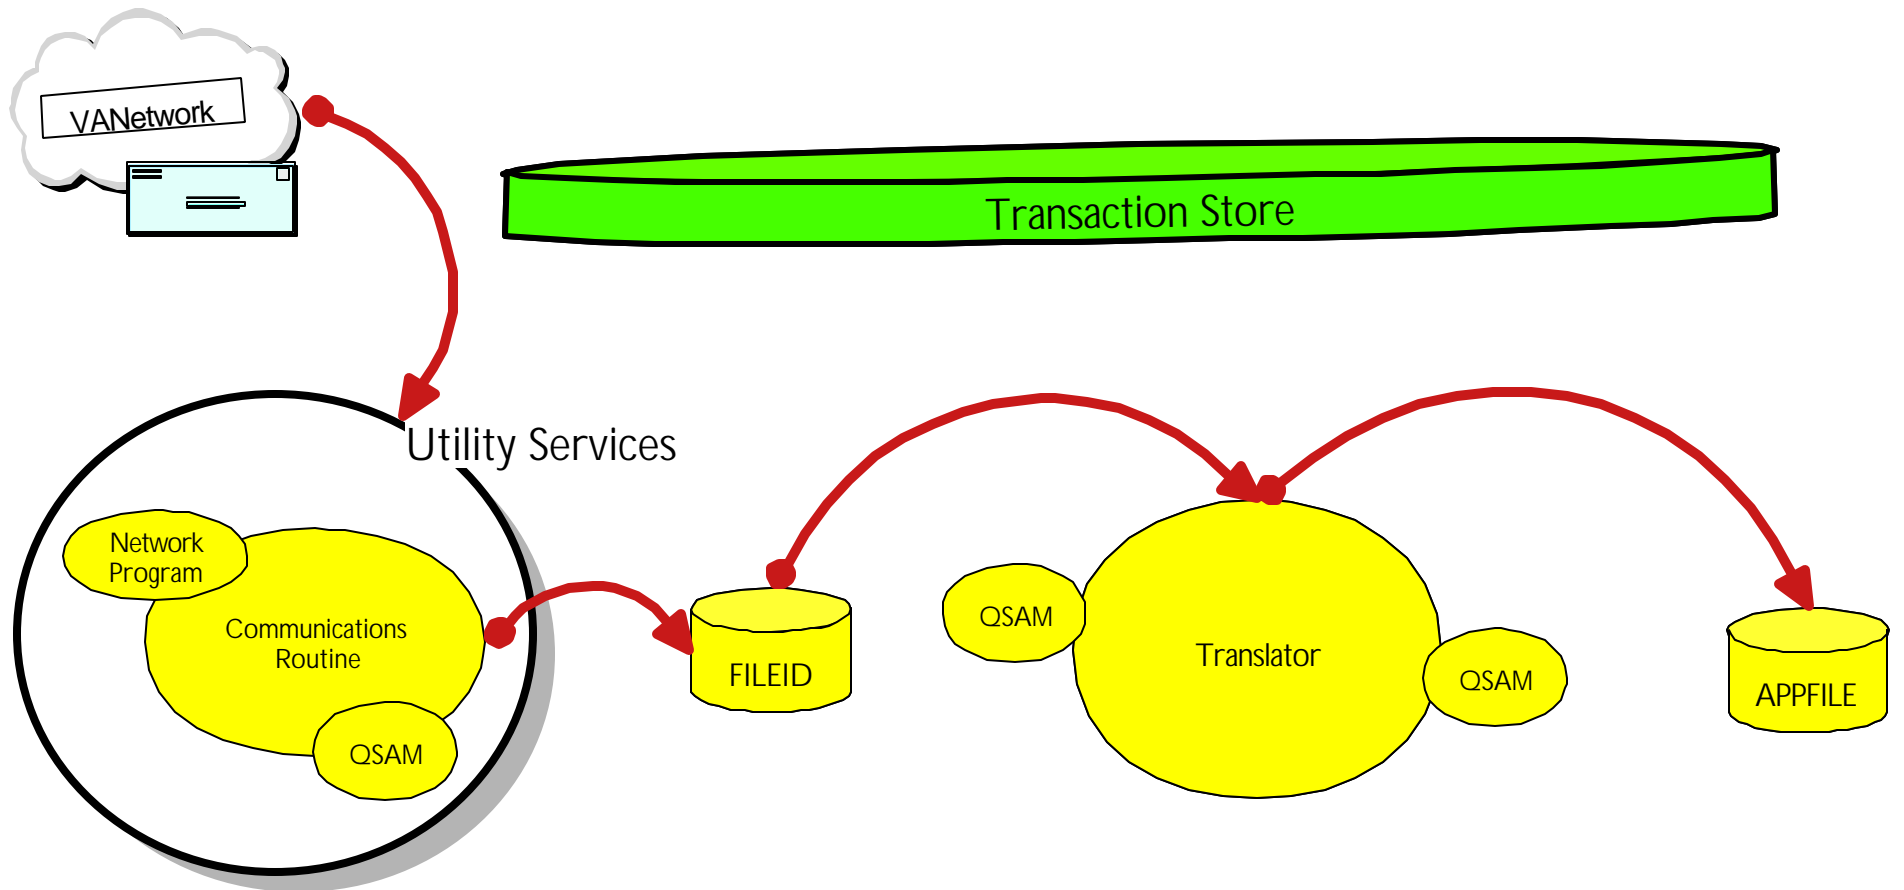 VANetwork
Transaction Store
Utility Services
Network
Program
Communications
Routine
QSAM
FILEID
QSAM
Translator
QSAM
APPFILE